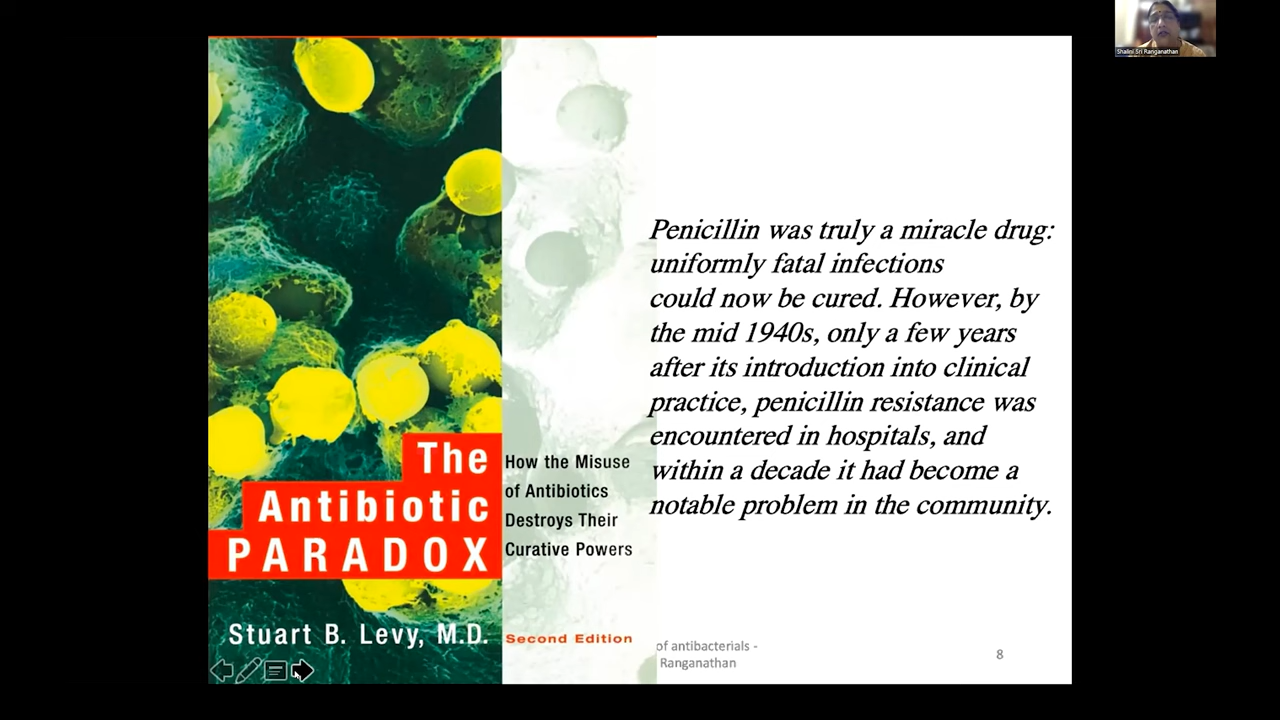 Shalini Sri Ranganathan
Penicillin was truly a miracle drug:
uniformly fatal infections
could now be cured. However, by
the mid 1940s, only a few years
after its introduction into clinical
practice, penicillin resistance was
encountered in hospitals, and
within a decade it had become a
notable problem in the community.
The
Antibiotic
PARADOX
How the Misuse
of Antibiotics
Destroys Their
Curative Powers
Stuart B. Levy, M.D.
Second Edition
of antibacterials -
Ranganathan
8